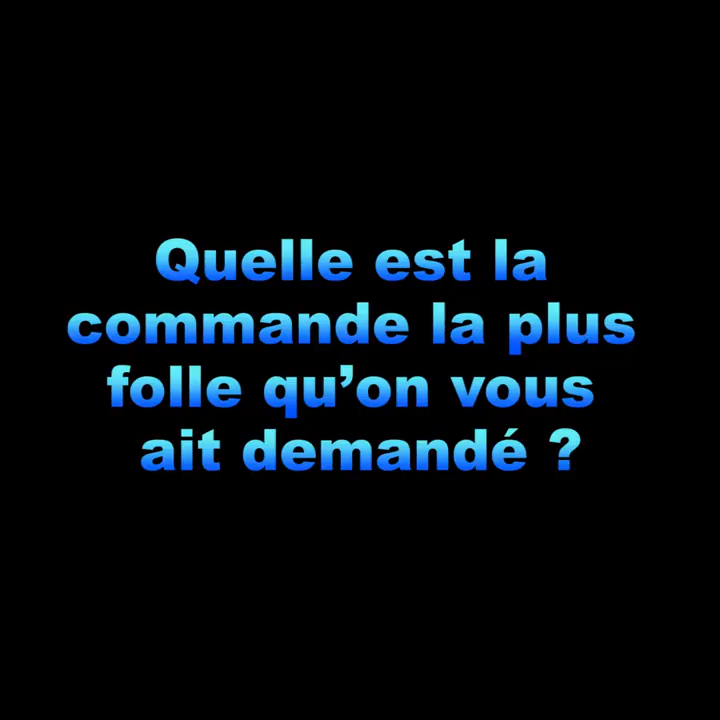 Quelle est la
commande la plus
folle qu’on vous
ait demandé ?